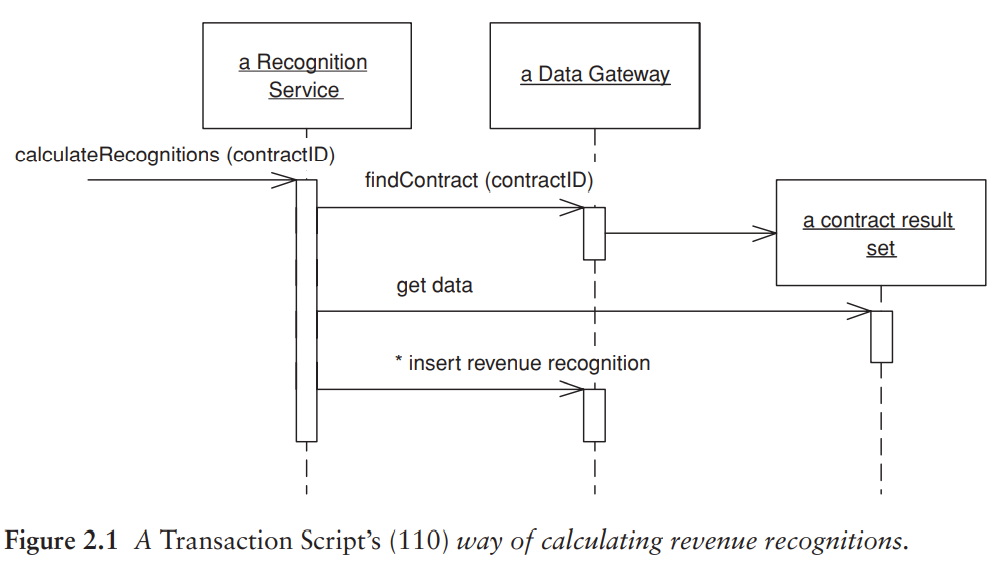 a Recognition
Service
a Data Gateway
calculateRecognitions (contractID)
findContract (contractID)
a contract result
set
get data
* insert revenue recognition
Figure 2.1 A Transaction Script's (110) way of calculating revenue recognitions.